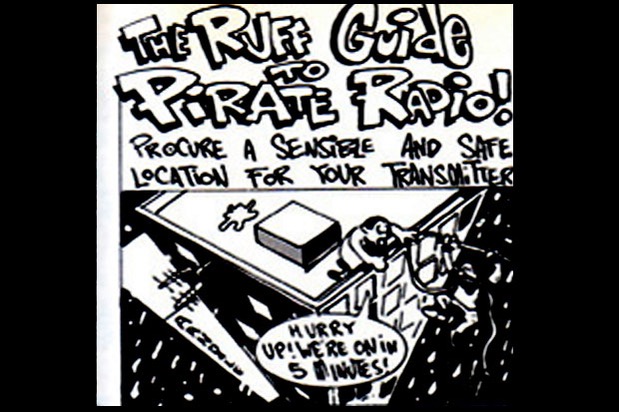 THE RUFF GUIDE
TO
PIRATE RADIO!
PROCURE A SENSIBLE AND SAFE
LOCATION FOR YOUR TRANSMITTER
HURRY
UP! WE'RE ON IN
5 MINUTES!